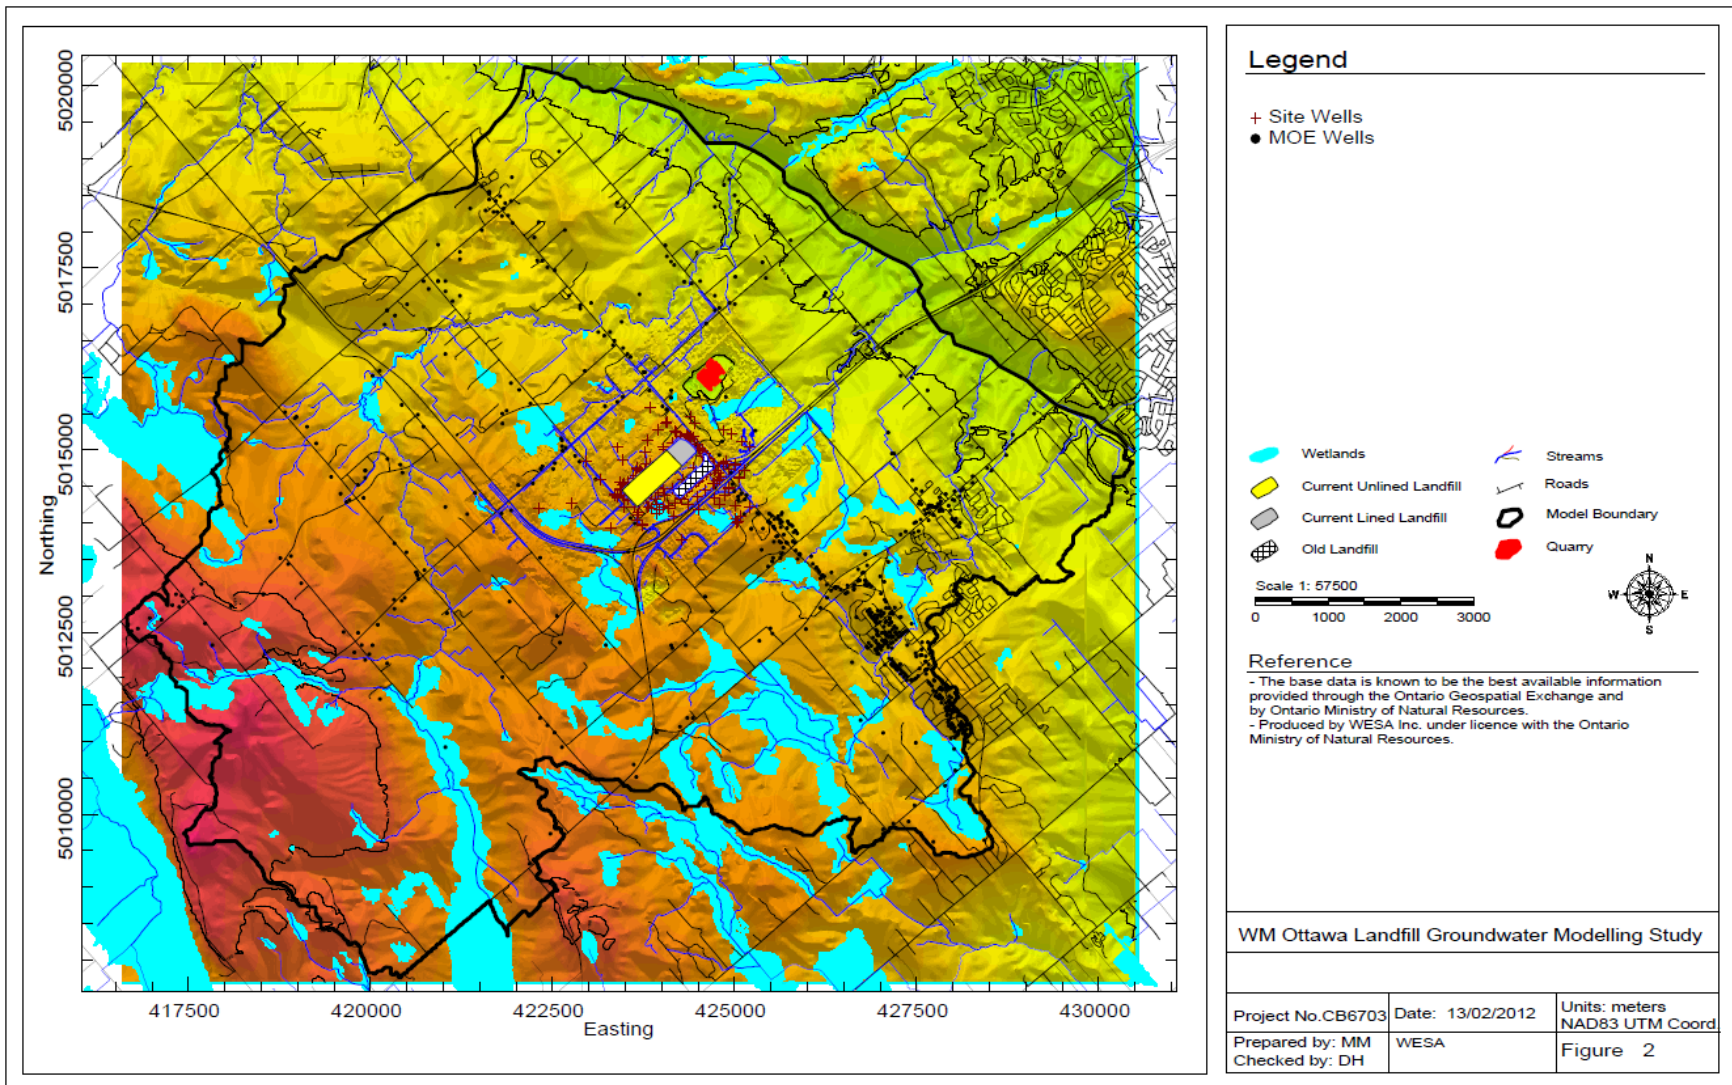 5020000
5017500
5015000
5012500
5010000
Northing
417500
420000
422500
425000
427500
430000
Easting
Legend
Site Wells
MOE Wells
Wetlands
Current Unlined Landfill
Current Lined Landfill
Old Landfill
Streams
Roads
Model Boundary
Quarry
Scale 1: 57500
0 1000 2000 3000
N
W E
S
Reference
- The base data is known to be the best available information
provided through the Ontario Geospatial Exchange and
by Ontario Ministry of Natural Resources.
- Produced by WESA Inc. under licence with the Ontario
Ministry of Natural Resources.
WM Ottawa Landfill Groundwater Modelling Study
Project No.CB6703
Date: 13/02/2012
Units: meters
NAD83 UTM Coord.
Prepared by: MM
Checked by: DH
WESA
Figure 2